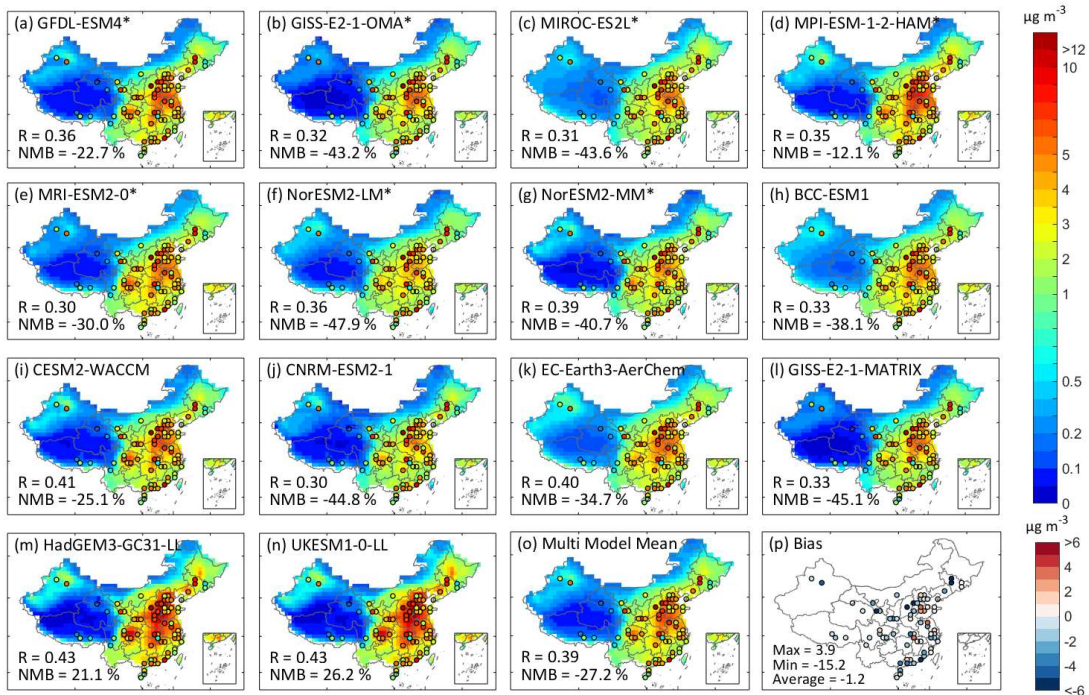 (a) GFDL-ESM4*
R = 0.36
NMB = -22.7 %
(b) GISS-E2-1-OMA*
R = 0.32
NMB = -43.2 %
(c) MIROC-ES2L*
R = 0.31
NMB = -43.6 %
(d) MPI-ESM-1-2-HAM*
R = 0.35
NMB = -12.1 %
µg m-3
>12
10
5
4
3
2
1
0.5
0.2
0.1
0
(e) MRI-ESM2-0*
R = 0.30
NMB = -30.0 %
(f) NorESM2-LM*
R = 0.36
NMB = -47.9 %
(g) NorESM2-MM*
R = 0.39
NMB = -40.7 %
(h) BCC-ESM1
R = 0.33
NMB = -38.1 %
(i) CESM2-WACCM
R = 0.41
NMB = -25.1 %
(j) CNRM-ESM2-1
R = 0.30
NMB = -44.8 %
(k) EC-Earth3-AerChem
R = 0.40
NMB = -34.7 %
(l) GISS-E2-1-MATRIX
R = 0.33
NMB = -45.1 %
(m) HadGEM3-GC31-LL
R = 0.43
NMB = 21.1 %
(n) UKESM1-0-LL
R = 0.43
NMB = 26.2 %
(o) Multi Model Mean
R = 0.39
NMB = -27.2 %
(p) Bias
Max = 3.9
Min = -15.2
Average = -1.2
µg m-3
>6
4
2
0
-2
-4
<-6